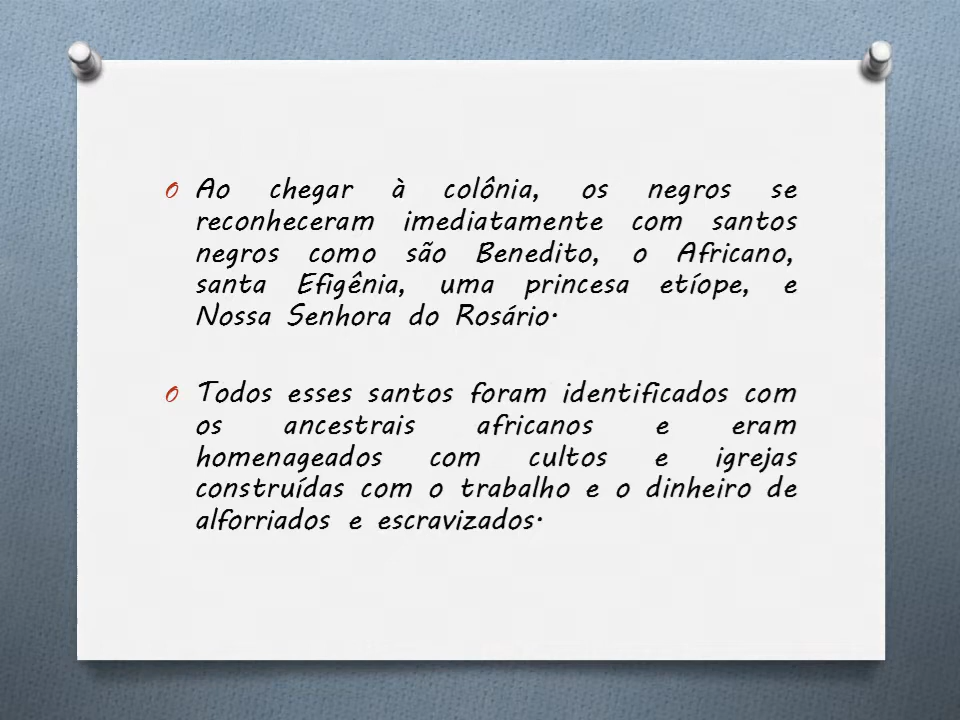 Ao chegar à colônia, os negros se
reconheceram imediatamente com santos
negros como são Benedito, o Africano,
santa Efigênia, uma princesa etíope, e
Nossa Senhora do Rosário.
Todos esses santos foram identificados com
os ancestrais africanos e eram
homenageados com cultos e igrejas
construídas com o trabalho e o dinheiro de
alforriados e escravizados.